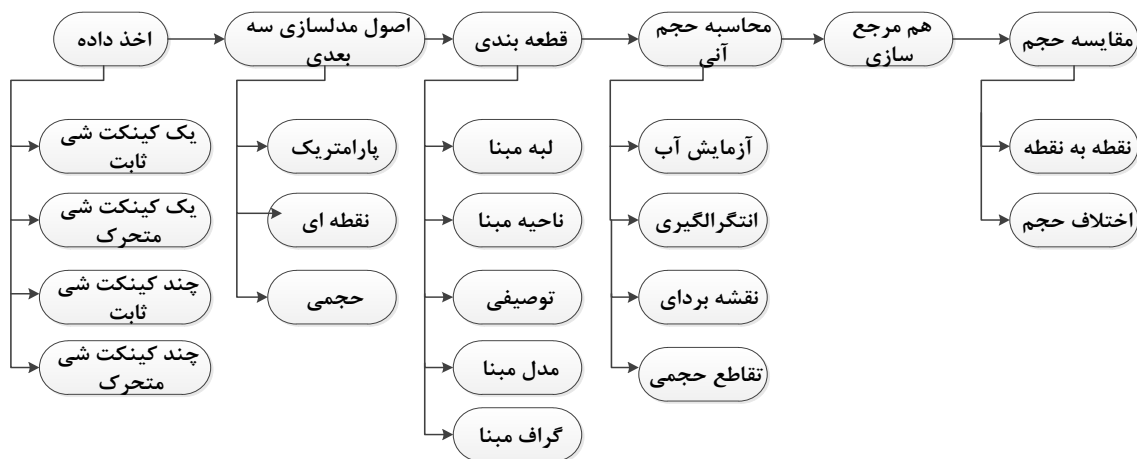 اخذ داده
اصول مدلسازی سه
بعدی
قطعه بندی
محاسبه حجم
آنی
هم مرجع
سازی
مقایسه حجم
یک کینکت شی
ثابت
یک کینکت شی
متحرک
چند کینکت شی
ثابت
چند کینکت شی
متحرک
پارامتریک
نقطه ای
حجمی
لبه مبنا
ناحیه مبنا
توصیفی
مدل مبنا
گراف مبنا
آزمایش آب
انتگرالگیری
نقشه بردای
تقاطع حجمی
نقطه به نقطه
اختلاف حجم